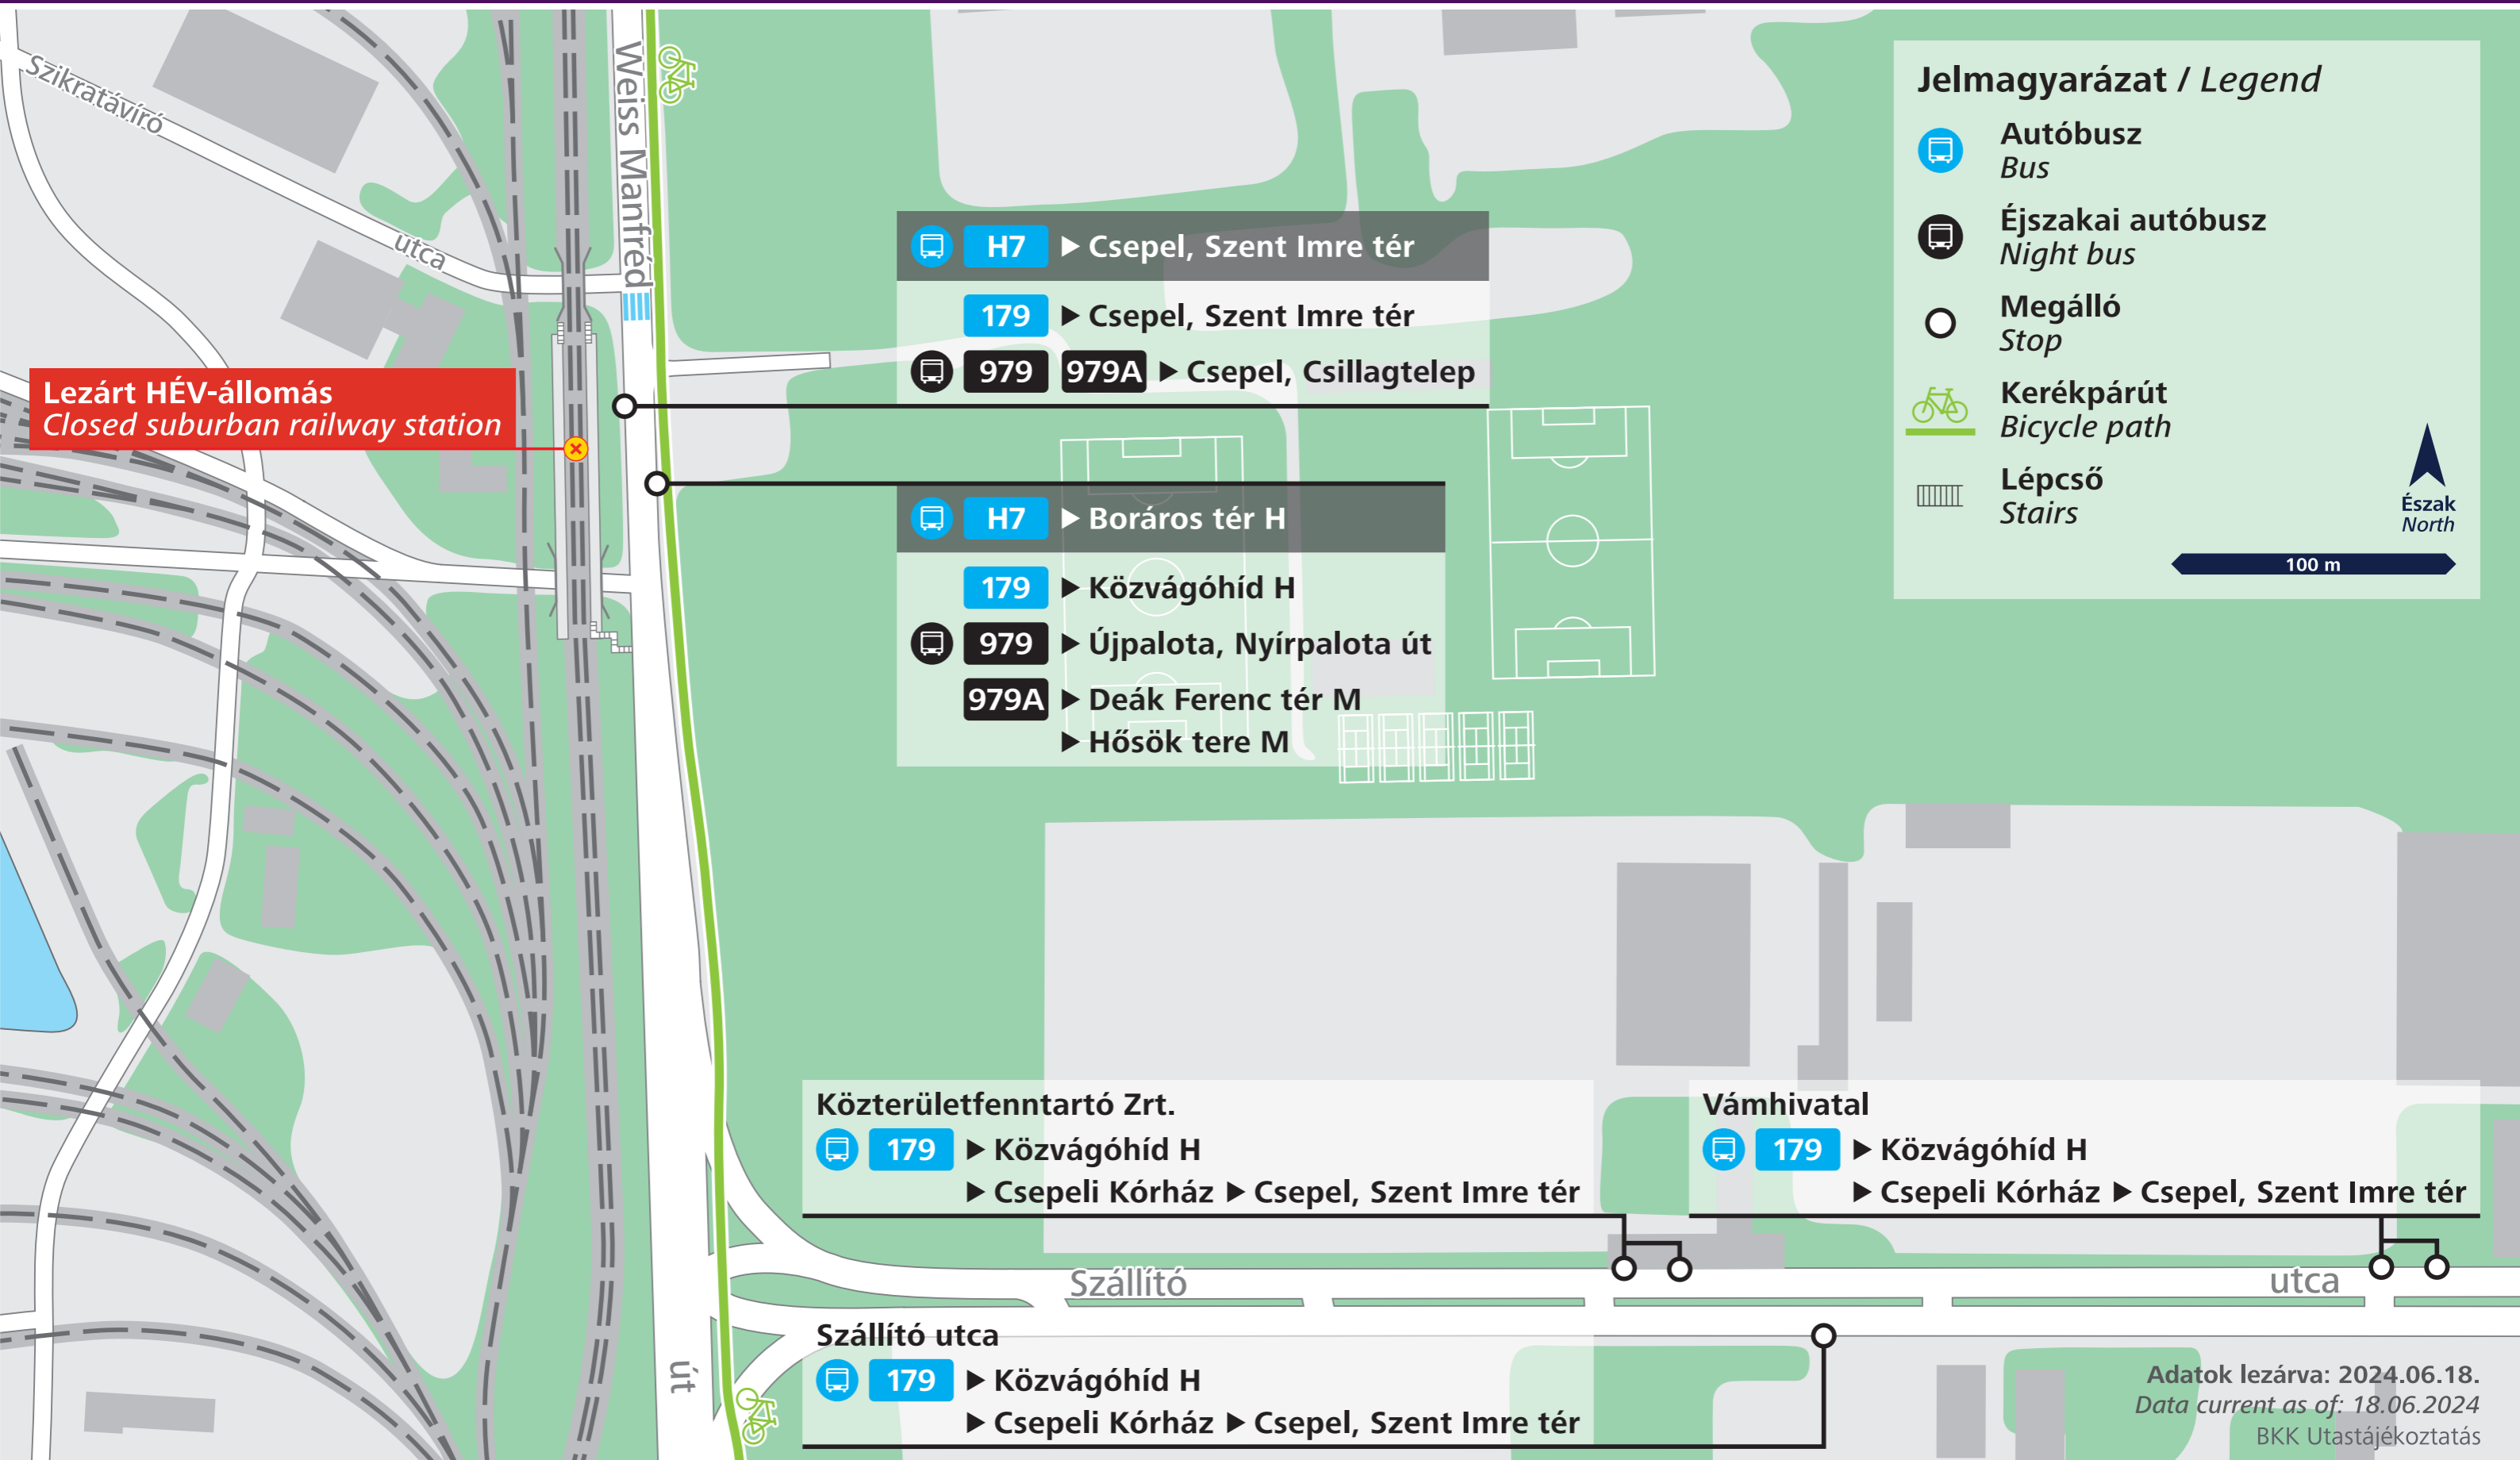 Szikratávíró
utca
Weiss Manfréd
út
Lezárt HÉV-állomás
Closed suburban railway station
H7 ▶ Csepel, Szent Imre tér
179 ▶ Csepel, Szent Imre tér
979 979A ▶ Csepel, Csillagtelep
H7 ▶ Boráros tér H
179 ▶ Közvágóhíd H
979 ▶ Újpalota, Nyírpalota út
979A ▶ Deák Ferenc tér M
▶ Hősök tere M
Jelmagyarázat / Legend
Autóbusz
Bus
Éjszakai autóbusz
Night bus
Megálló
Stop
Kerékpárút
Bicycle path
Lépcső
Stairs
Észak
North
100 m
Közterületfenntartó Zrt.
179 ▶ Közvágóhíd H
▶ Csepeli Kórház ▶ Csepel, Szent Imre tér
Vámhivatal
179 ▶ Közvágóhíd H
▶ Csepeli Kórház ▶ Csepel, Szent Imre tér
Szállító
utca
Szállító utca
179 ▶ Közvágóhíd H
▶ Csepeli Kórház ▶ Csepel, Szent Imre tér
Adatok lezárva: 2024.06.18.
Data current as of: 18.06.2024
BKK Utastájékoztatás